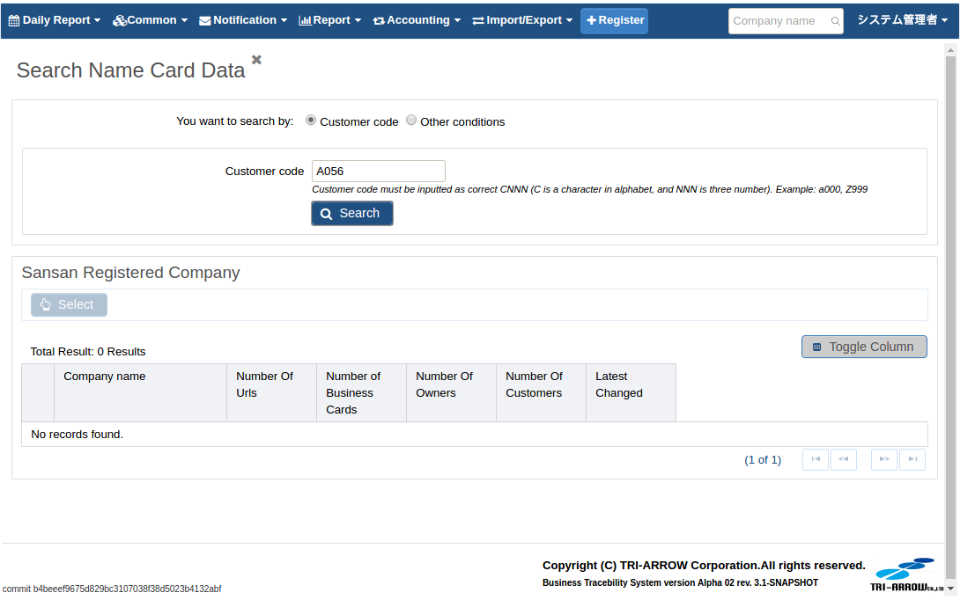 Daily Report Common Notification Report Accounting Import/Export Register Company name システム管理者
Search Name Card Data
You want to search by: Customer code Other conditions
Customer code A056
Customer code must be inputted as correct CNNN (C is a character in alphabet, and NNN is three number). Example: a000, Z999
Search
Sansan Registered Company
Select
Total Result: 0 Results
Toggle Column
Company name
Number Of
Urls
Number of
Business
Cards
Number Of
Owners
Number Of
Customers
Latest
Changed
No records found.
(1 of 1)
Copyright (C) TRI-ARROW Corporation.All rights reserved.
Business Tracebility System version Alpha 02 rev. 3.1-SNAPSHOT
TRI-ARROW
commit b4beeef9675d829bc3107038f38d5023b4132abf